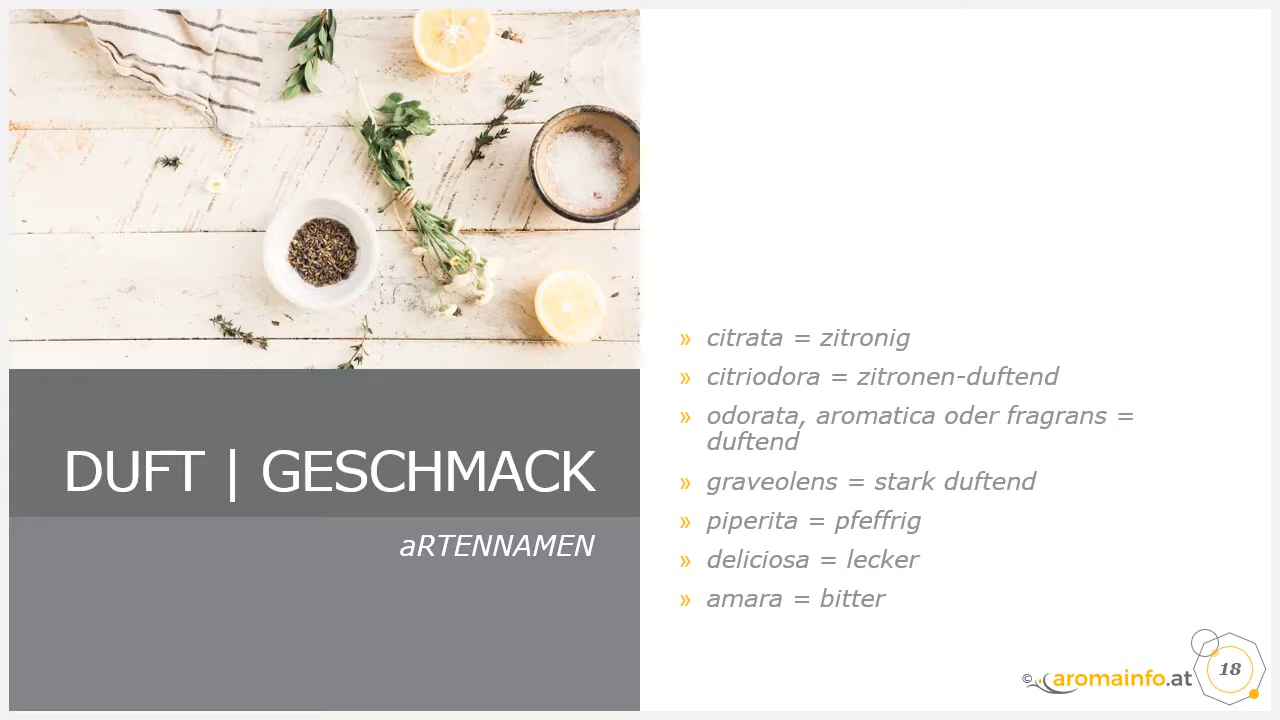 DUFT | GESCHMACK
aRTENNAMEN
» citrata = zitronig
» citriodora = zitronen-duftend
» odorata, aromatica oder fragrans =
duftend
» graveolens = stark duftend
» piperita = pfeffrig
» deliciosa = lecker
» amara = bitter
© aromainfo.at
18